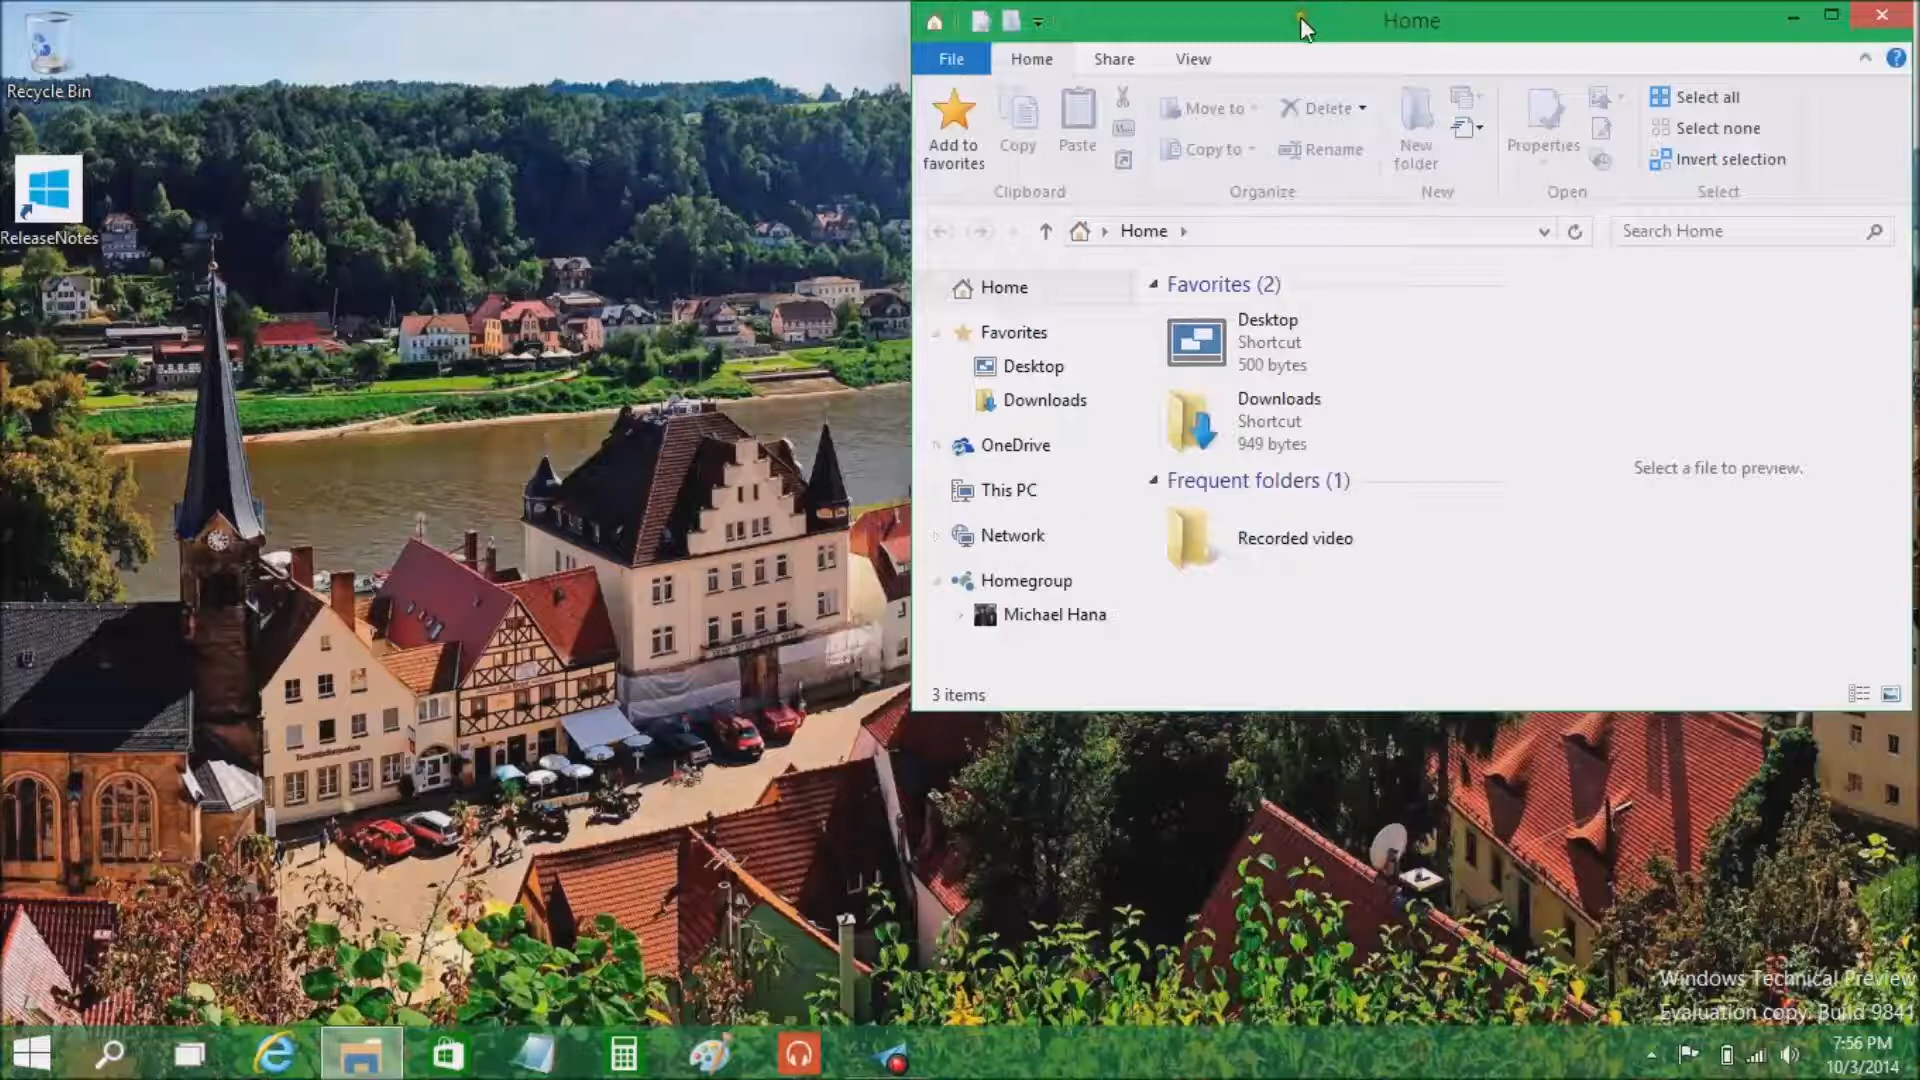 Recycle Bin
ReleaseNotes
Home
File
Home
Share
View
Add to
favorites
Copy
Paste
Clipboard
Move to
Copy to
Delete
Rename
Organize
New
folder
New
Properties
Open
Select all
Select none
Invert selection
Select
Home
Search Home
Home
Favorites
Desktop
Downloads
OneDrive
This PC
Network
Homegroup
Michael Hana
Favorites (2)
Desktop
Shortcut
500 bytes
Downloads
Shortcut
949 bytes
Frequent folders (1)
Recorded video
Select a file to preview.
3 items
Windows Technical Preview
Evaluation copy. Build 9841
7:56 PM
10/3/2014